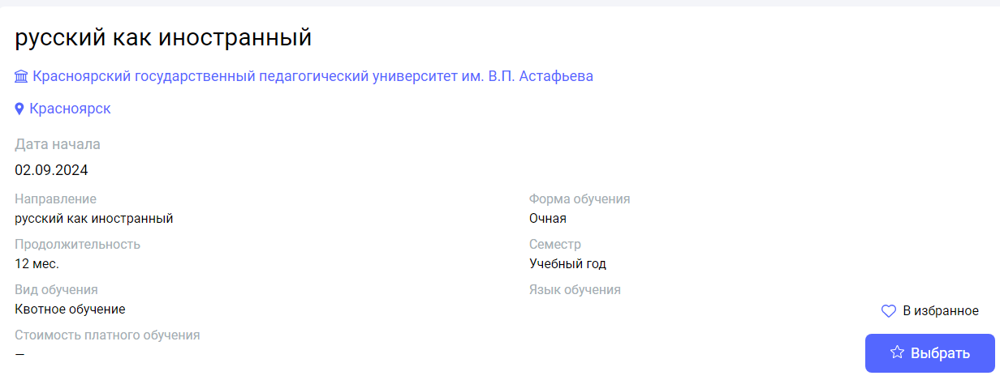 русский как иностранный
Красноярский государственный педагогический университет им. В.П. Астафьева
Красноярск
Дата начала
02.09.2024
Направление
русский как иностранный
Форма обучения
Очная
Продолжительность
12 мес.
Семестр
Учебный год
Вид обучения
Квотное обучение
Язык обучения
Стоимость платного обучения
—
В избранное
Выбрать